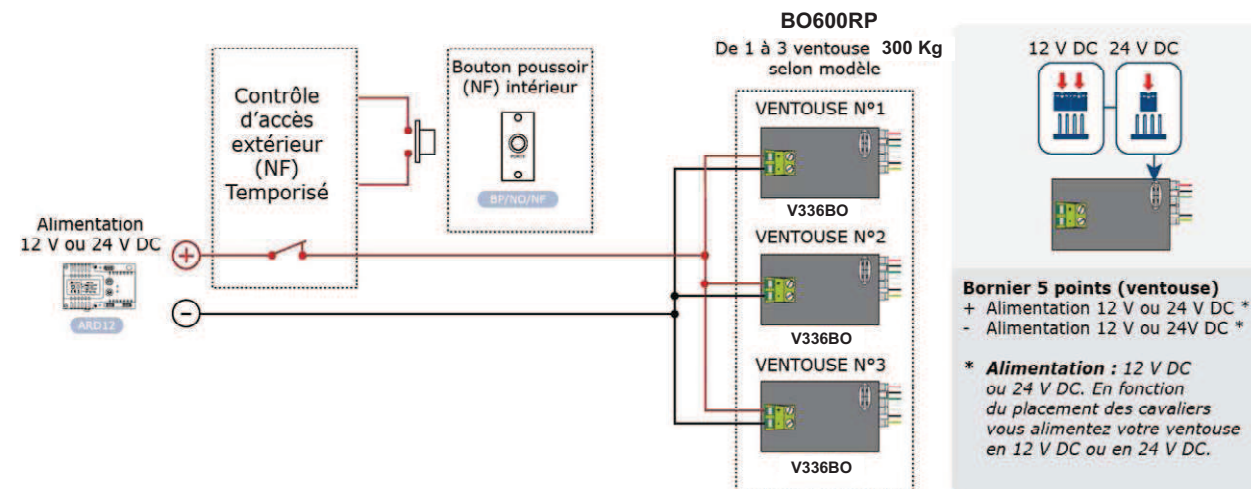 BO600RP
De 1 à 3 ventouse 300 Kg
selon modèle
Contrôle
d'accès
extérieur
(NF)
Temporisé
Bouton poussoir
(NF) intérieur
BP/NO/NF
Alimentation
12 V ou 24 V DC
+
-
ARD12
VENTOUSE N°1
V336BO
VENTOUSE N°2
V336BO
VENTOUSE N°3
V336BO
12 V DC 24 V DC
Bornier 5 points (ventouse)
+ Alimentation 12 V ou 24 V DC *
- Alimentation 12 V ou 24V DC *
* Alimentation : 12 V DC
ou 24 V DC. En fonction
du placement des cavaliers
vous alimentez votre ventouse
en 12 V DC ou en 24 V DC.